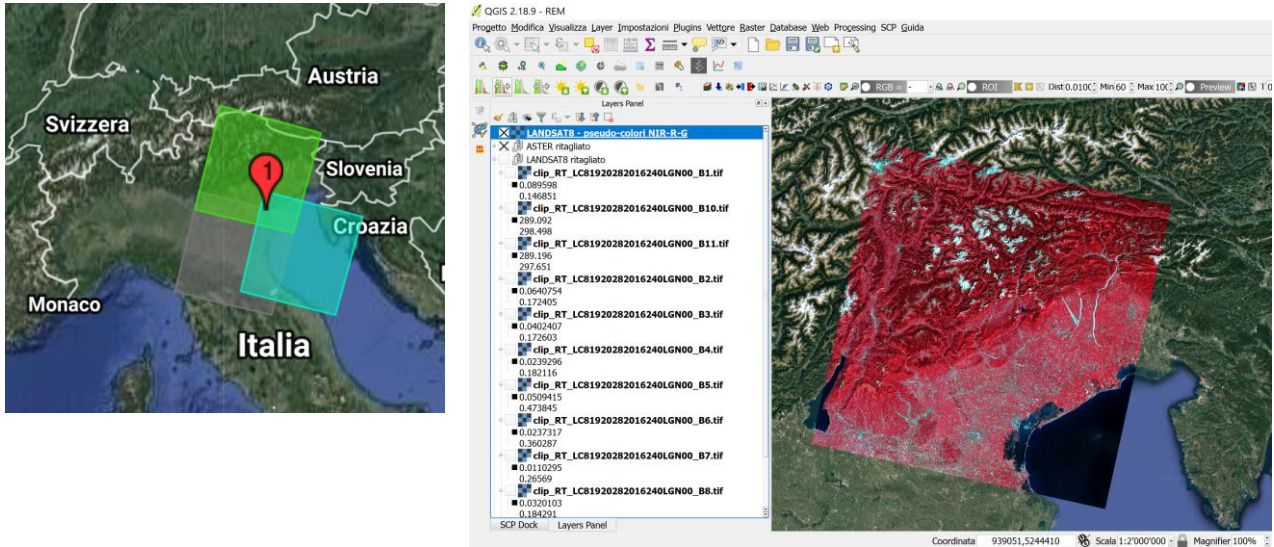 Austria
Svizzera
Slovenia
1
Croazia
Monaco
Italia
QGIS 2.18.9 - REM
Progetto Modifica Visualizza Layer Impostazioni Plugins Vettore Raster Database Web Processing SCP Guida
RGB = - ROI Dist 0.010 Min 60 Max 100 Preview T 0
Layers Panel
LANDSAT8 - pseudo-colori NIR-R-G
ASTER ritagliato
LANDSAT8 ritagliato
clip_RT_LC81920282016240LGN00_B1.tif
0.089598
0.146851
clip_RT_LC81920282016240LGN00_B10.tif
289.092
298.498
clip_RT_LC81920282016240LGN00_B11.tif
289.196
297.651
clip_RT_LC81920282016240LGN00_B2.tif
0.0640754
0.172405
clip_RT_LC81920282016240LGN00_B3.tif
0.0402407
0.172603
clip_RT_LC81920282016240LGN00_B4.tif
0.0239296
0.182116
clip_RT_LC81920282016240LGN00_B5.tif
0.0509415
0.473845
clip_RT_LC81920282016240LGN00_B6.tif
0.0237317
0.360287
clip_RT_LC81920282016240LGN00_B7.tif
0.0110295
0.26569
clip_RT_LC81920282016240LGN00_B8.tif
0.0320103
0.184291
SCP Dock Layers Panel
Coordinata 939051,5244410 Scala 1:2'000'000 Magnifier 100%